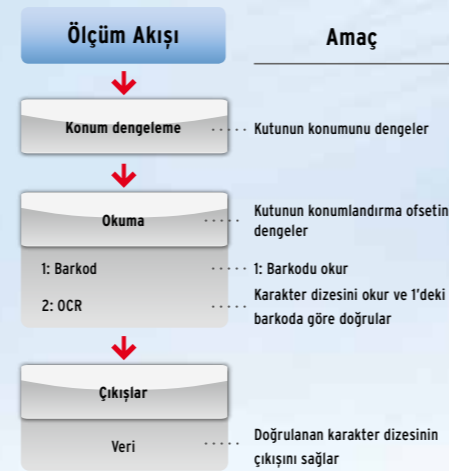 Ölçüm Akışı
Amaç
Konum dengeleme
Kutunun konumunu dengeler
Okuma
Kutunun konumlandırma ofsetin
dengeler
1: Barkod
1: Barkodu okur
2: OCR
Karakter dizesini okur ve 1'deki
barkoda göre doğrular
Çıkışlar
Veri
Doğrulanan karakter dizesinin
çıkışını sağlar